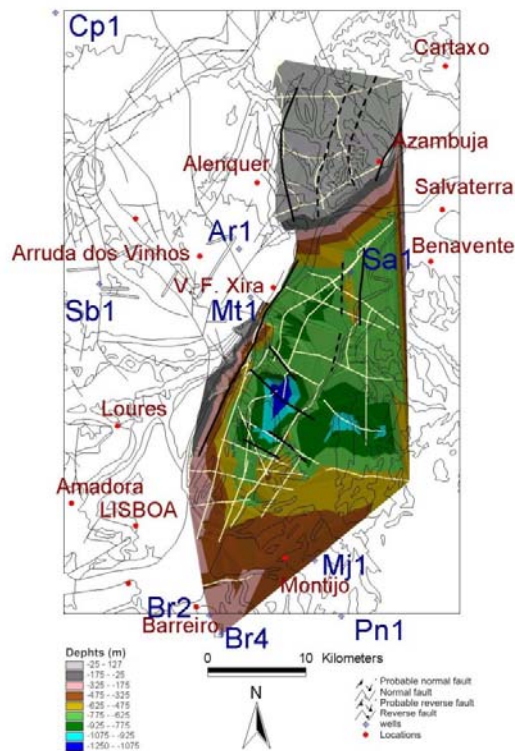 Cp1
Cartaxo
Azambuja
Alenquer
Salvaterra
Ar1
Arruda dos Vinhos
Sa1
Benavente
V. F. Xira
Sb1
Mt1
Loures
Amadora
LISBOA
Mj1
Montijo
Br2
Barreiro
Br4
Pn1
Dephts (m)
-25 - 127
-175 - -25
-325 - -175
-475 - -325
-625 - -475
-775 - -625
-925 - -775
-1075 - -925
-1250 - -1075
0 10 Kilometers
N
Probable normal fault
Normal fault
Probable reverse fault
Reverse fault
wells
Locations